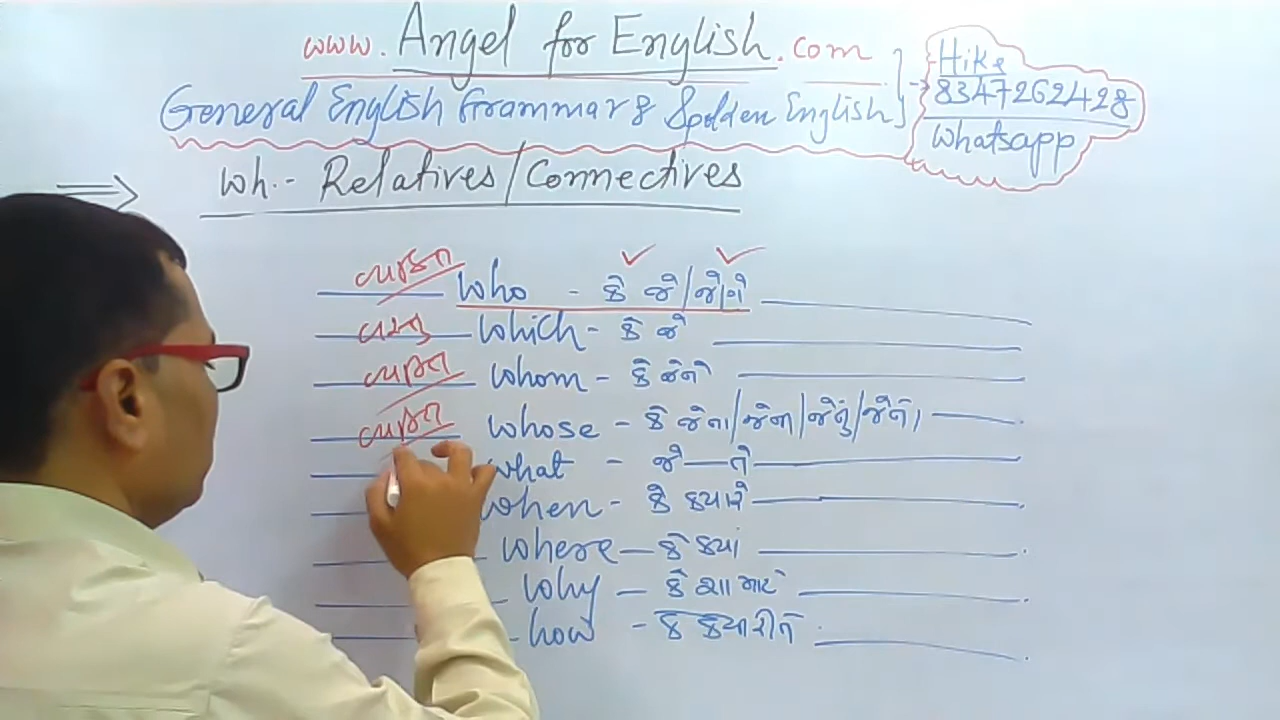 www. Angel for English .com
General English Grammar & Spoken English
Hike
8347262428
Whatsapp
wh.- Relatives/Connectives
વ્યક્તિ who - કે જે/જેણે
વસ્તુ which - કે જે
વ્યક્તિ whom - કે જેને
વ્યક્તિ whose - કે જેના/જેની/જેનું/જેને
what - જે — તે
when - કે ક્યારે
where - કે ક્યાં
why - કે શા માટે
how - કે કયા રીતે